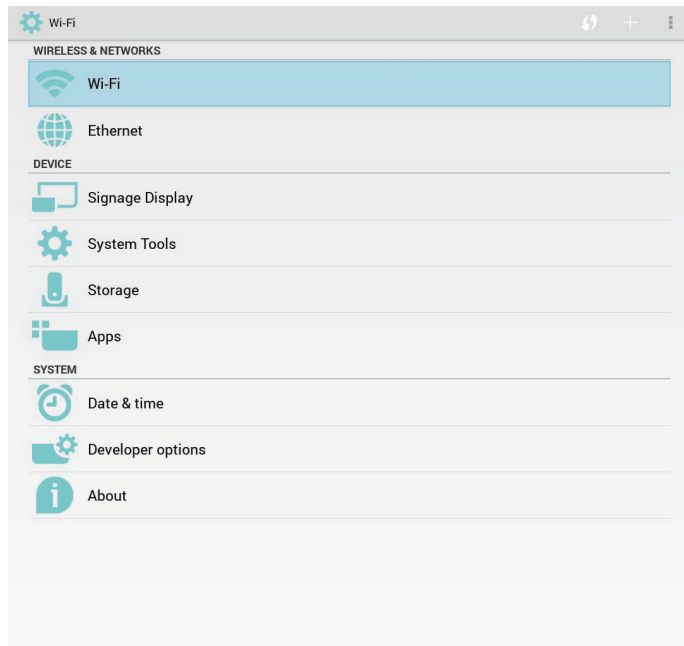 Wi-Fi
WIRELESS & NETWORKS
Wi-Fi
Ethernet
DEVICE
Signage Display
System Tools
Storage
Apps
SYSTEM
Date & time
Developer options
About